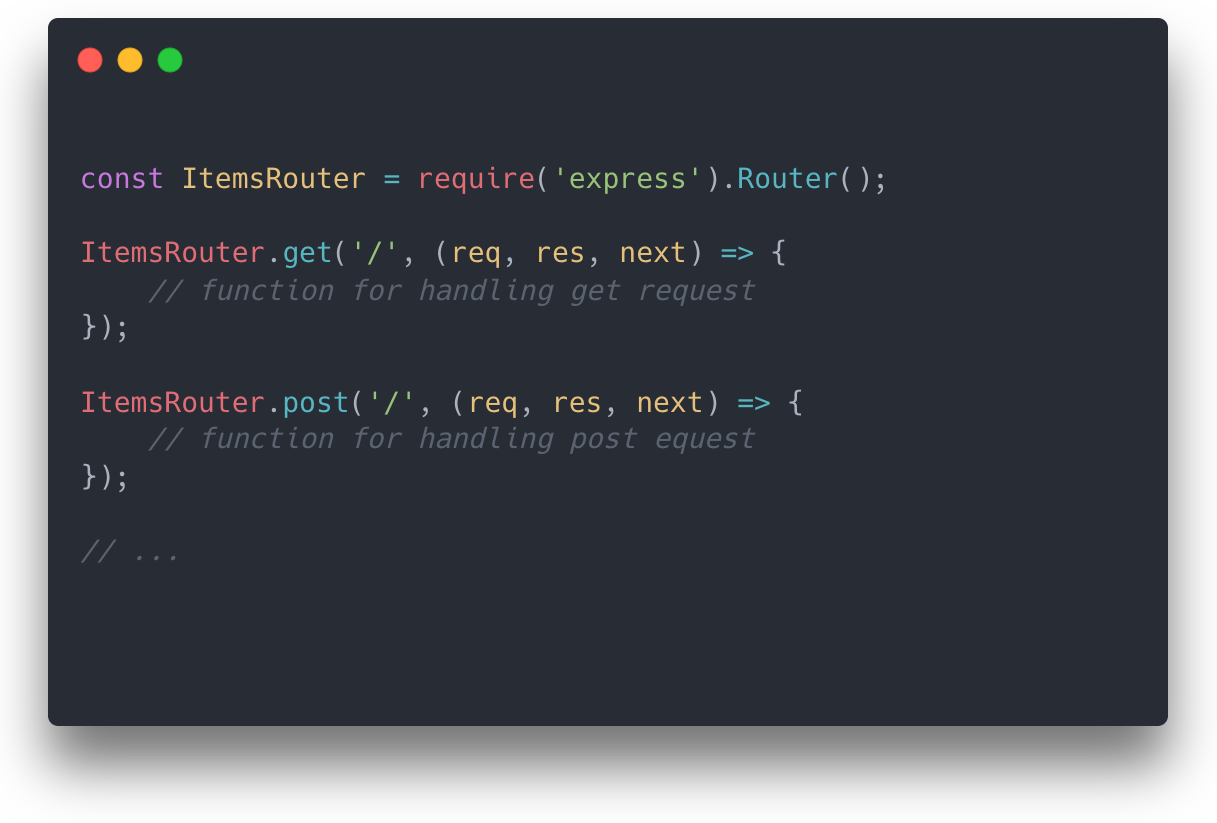 const ItemsRouter = require('express').Router();
ItemsRouter.get('/', (req, res, next) => {
    // function for handling get request
});
ItemsRouter.post('/', (req, res, next) => {
    // function for handling post equest
});
// ...